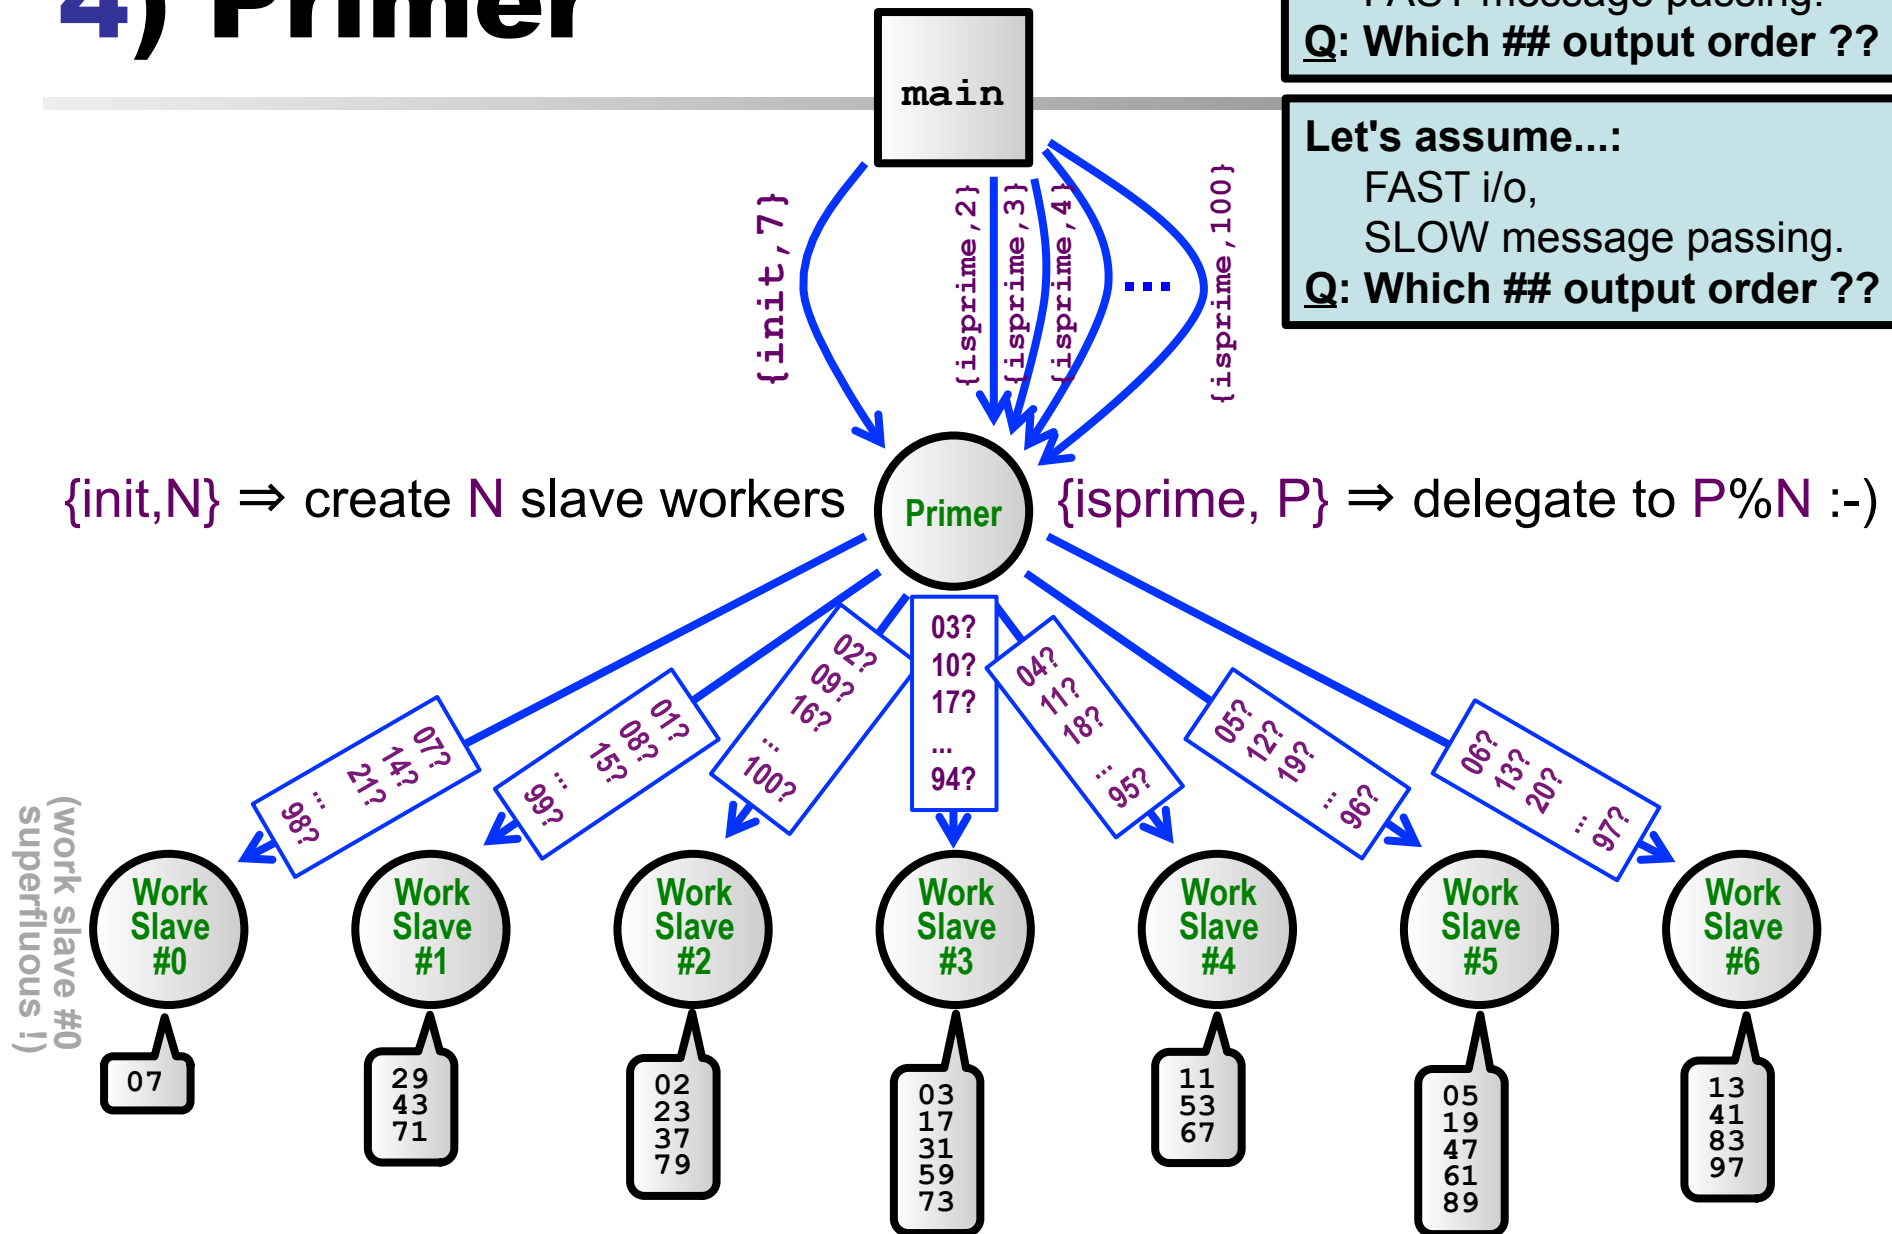 4) Primer
FAST message passing.
Q: Which ## output order ??
Let's assume...:
FAST i/o,
SLOW message passing.
Q: Which ## output order ??
main
{init,7}
{isprime,2}
{isprime,3}
{isprime,4}
...
{isprime,100}
{init,N} ⇒ create N slave workers
Primer
{isprime, P} ⇒ delegate to P%N :-)
07?
14?
21?
...
98?
01?
08?
15?
...
99?
02?
09?
16?
...
100?
03?
10?
17?
...
94?
04?
11?
18?
...
95?
05?
12?
19?
...
96?
06?
13?
20?
...
97?
(work slave #0
superfluous !)
Work
Slave
#0
Work
Slave
#1
Work
Slave
#2
Work
Slave
#3
Work
Slave
#4
Work
Slave
#5
Work
Slave
#6
07
29
43
71
02
23
37
79
03
17
31
59
73
11
53
67
05
19
47
61
89
13
41
83
97